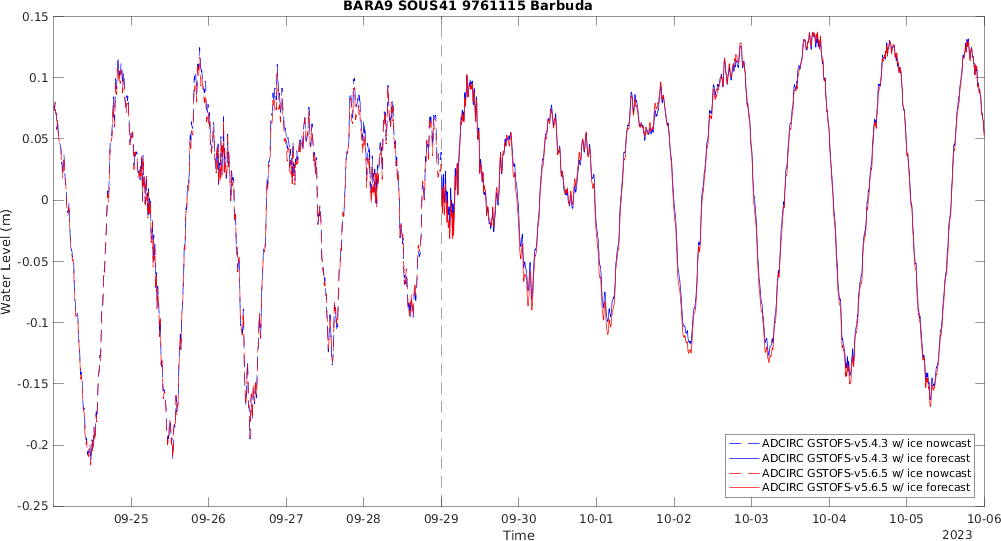 BARA9 SOUS41 9761115 Barbuda
0.15
0.1
0.05
0
-0.05
-0.1
-0.15
-0.2
-0.25
Water Level (m)
ADCIRC GSTOFS-v5.4.3 w/ ice nowcast
ADCIRC GSTOFS-v5.4.3 w/ ice forecast
ADCIRC GSTOFS-v5.6.5 w/ ice nowcast
ADCIRC GSTOFS-v5.6.5 w/ ice forecast
09-25 09-26 09-27 09-28 09-29 09-30 10-01 10-02 10-03 10-04 10-05 10-06
Time
2023